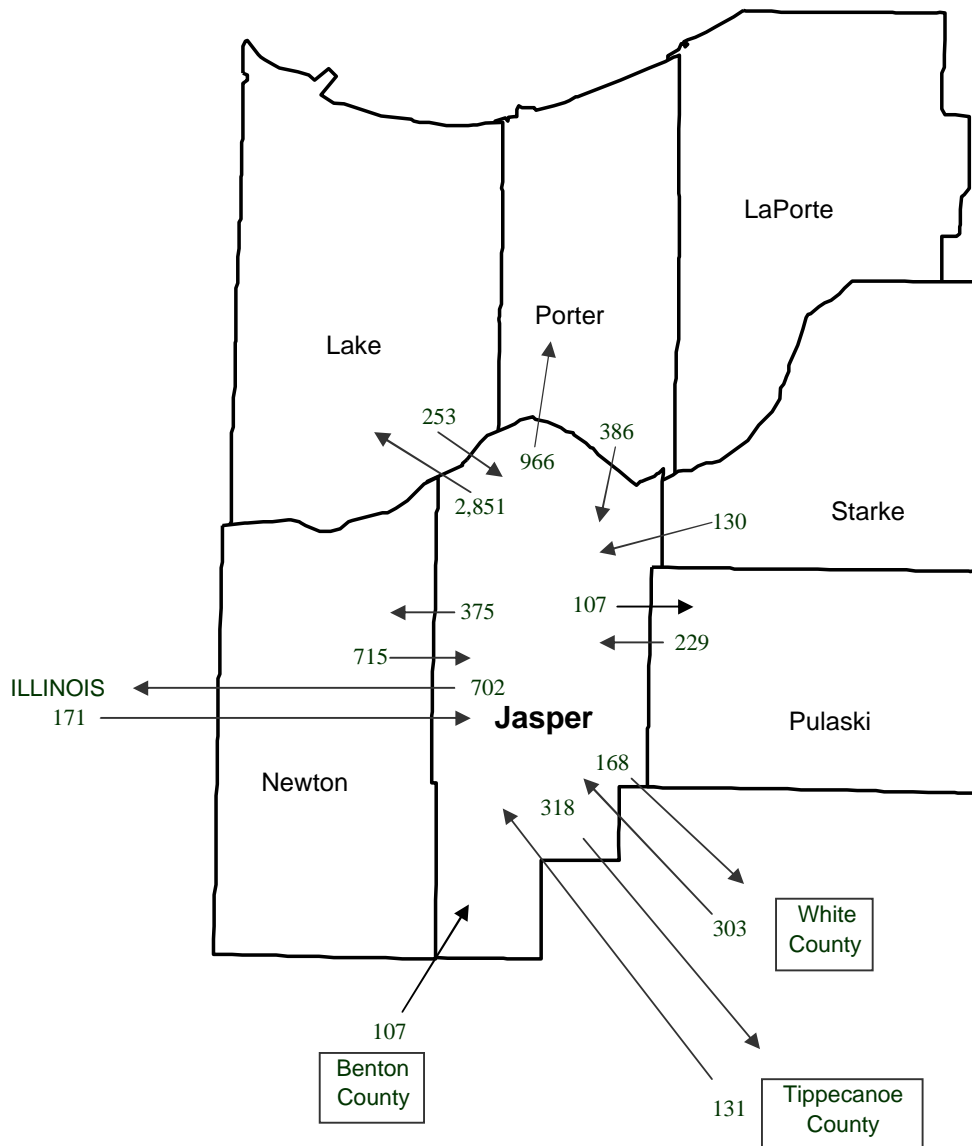 LaPorte
Porter
Lake
253
386
966
2,851
Starke
130
375
107
715
229
ILLINOIS
702
171
Jasper
Pulaski
Newton
168
318
303
White
County
107
Benton
County
131
Tippecanoe
County